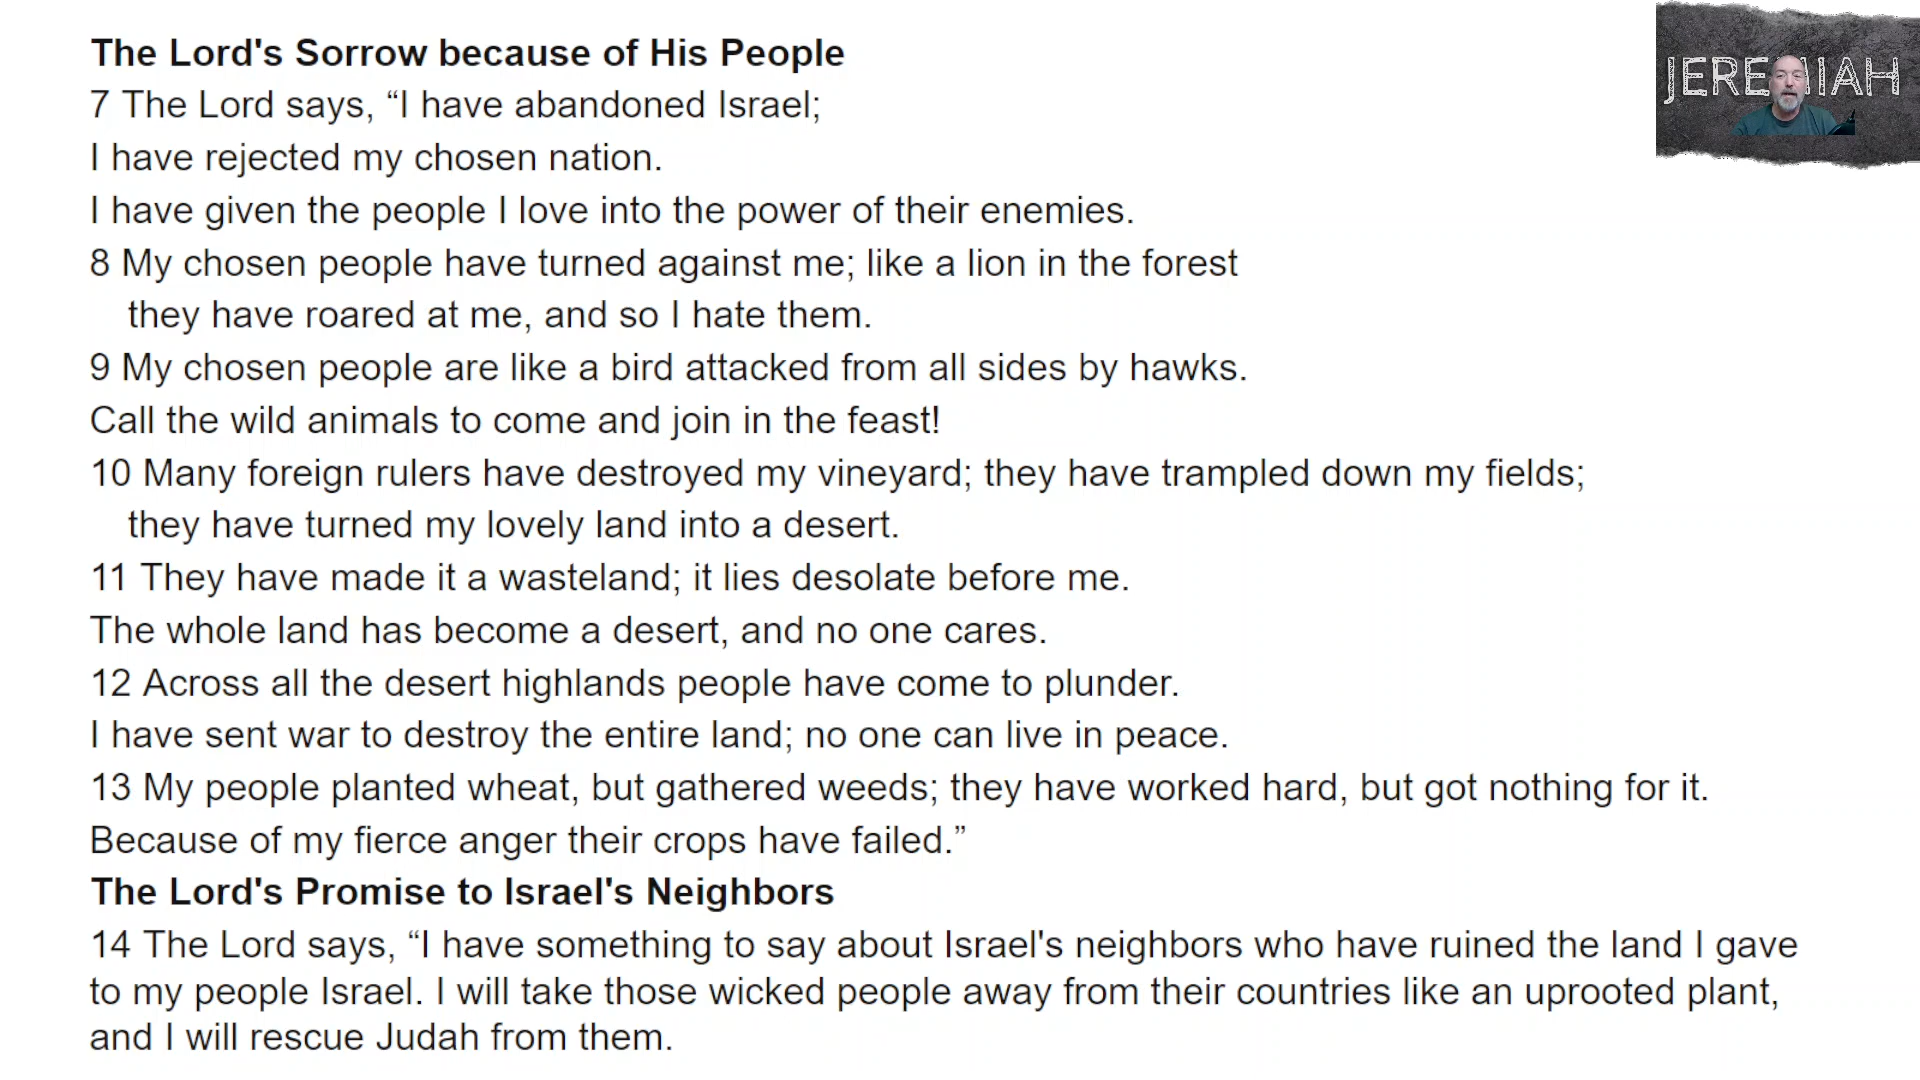 The Lord's Sorrow because of His People
7 The Lord says, “I have abandoned Israel;
I have rejected my chosen nation.
I have given the people I love into the power of their enemies.
8 My chosen people have turned against me; like a lion in the forest
they have roared at me, and so I hate them.
9 My chosen people are like a bird attacked from all sides by hawks.
Call the wild animals to come and join in the feast!
10 Many foreign rulers have destroyed my vineyard; they have trampled down my fields;
they have turned my lovely land into a desert.
11 They have made it a wasteland; it lies desolate before me.
The whole land has become a desert, and no one cares.
12 Across all the desert highlands people have come to plunder.
I have sent war to destroy the entire land; no one can live in peace.
13 My people planted wheat, but gathered weeds; they have worked hard, but got nothing for it.
Because of my fierce anger their crops have failed.”
The Lord's Promise to Israel's Neighbors
14 The Lord says, “I have something to say about Israel's neighbors who have ruined the land I gave
to my people Israel. I will take those wicked people away from their countries like an uprooted plant,
and I will rescue Judah from them.
JEREMIAH